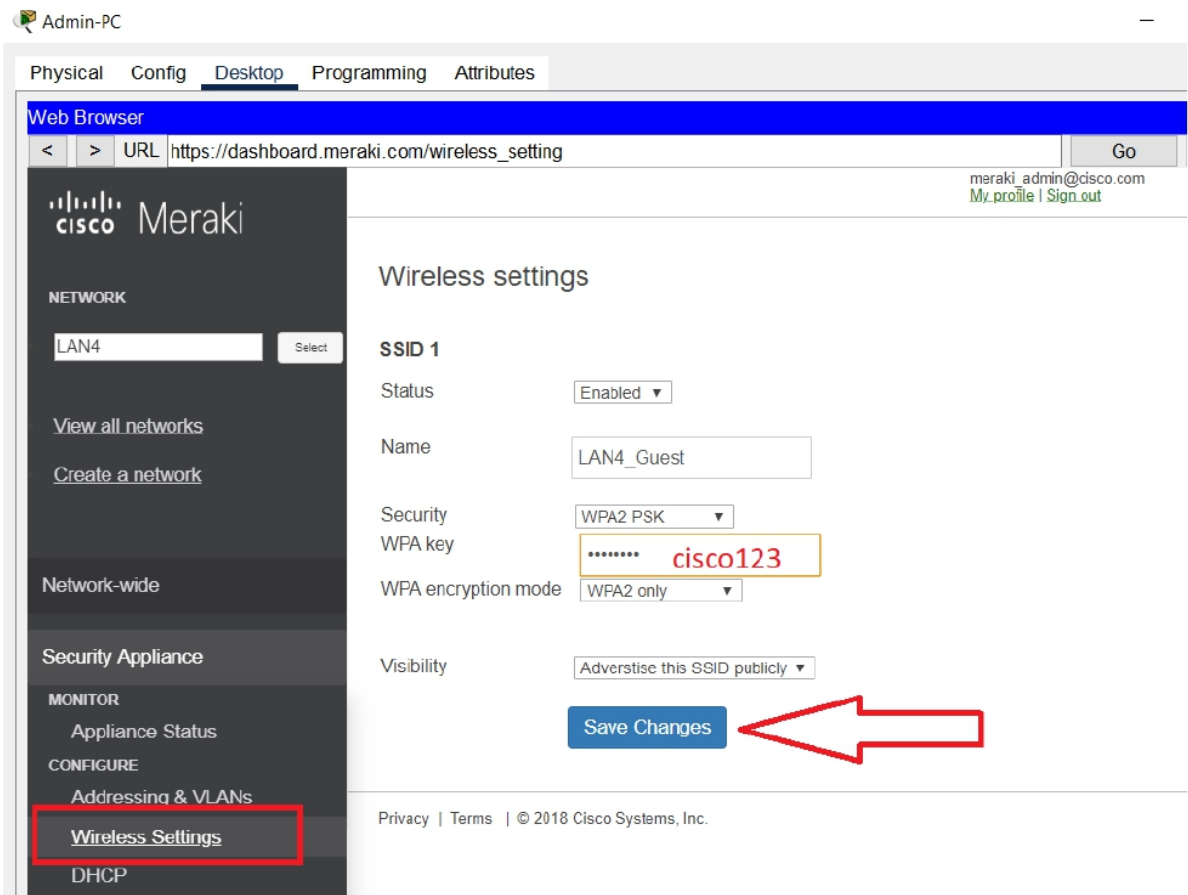 Admin-PC
Physical Config Desktop Programming Attributes
Web Browser
< > URL https://dashboard.meraki.com/wireless_setting Go
meraki_admin@cisco.com
My profile | Sign out
cisco Meraki
NETWORK
LAN4 Select
View all networks
Create a network
Network-wide
Security Appliance
MONITOR
Appliance Status
CONFIGURE
Addressing & VLANs
Wireless Settings
DHCP
Wireless settings
SSID 1
Status Enabled ▼
Name LAN4_Guest
Security WPA2 PSK ▼
WPA key •••••••• cisco123
WPA encryption mode WPA2 only ▼
Visibility Adverstise this SSID publicly ▼
Save Changes
Privacy | Terms | © 2018 Cisco Systems, Inc.